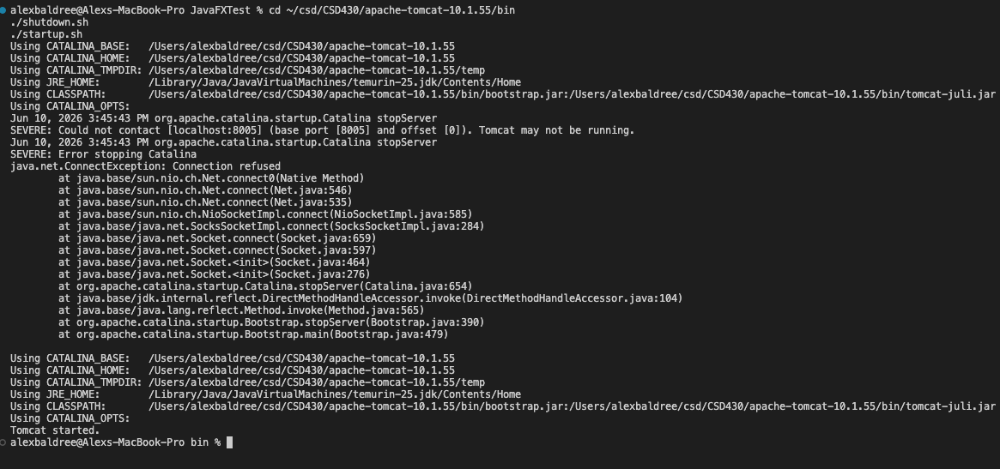 alexbaldree@Alexs-MacBook-Pro JavaFXTest % cd ~/csd/CSD430/apache-tomcat-10.1.55/bin
./shutdown.sh
./startup.sh
Using CATALINA_BASE:   /Users/alexbaldree/csd/CSD430/apache-tomcat-10.1.55
Using CATALINA_HOME:   /Users/alexbaldree/csd/CSD430/apache-tomcat-10.1.55
Using CATALINA_TMPDIR: /Users/alexbaldree/csd/CSD430/apache-tomcat-10.1.55/temp
Using JRE_HOME:        /Library/Java/JavaVirtualMachines/temurin-25.jdk/Contents/Home
Using CLASSPATH:       /Users/alexbaldree/csd/CSD430/apache-tomcat-10.1.55/bin/bootstrap.jar:/Users/alexbaldree/csd/CSD430/apache-tomcat-10.1.55/bin/tomcat-juli.jar
Using CATALINA_OPTS:
Jun 10, 2026 3:45:43 PM org.apache.catalina.startup.Catalina stopServer
SEVERE: Could not contact [localhost:8005] (base port [8005] and offset [0]). Tomcat may not be running.
Jun 10, 2026 3:45:43 PM org.apache.catalina.startup.Catalina stopServer
SEVERE: Error stopping Catalina
java.net.ConnectException: Connection refused
        at java.base/sun.nio.ch.Net.connect0(Native Method)
        at java.base/sun.nio.ch.Net.connect(Net.java:546)
        at java.base/sun.nio.ch.Net.connect(Net.java:535)
        at java.base/sun.nio.ch.NioSocketImpl.connect(NioSocketImpl.java:585)
        at java.base/java.net.SocksSocketImpl.connect(SocksSocketImpl.java:284)
        at java.base/java.net.Socket.connect(Socket.java:659)
        at java.base/java.net.Socket.connect(Socket.java:597)
        at java.base/java.net.Socket.<init>(Socket.java:464)
        at java.base/java.net.Socket.<init>(Socket.java:276)
        at org.apache.catalina.startup.Catalina.stopServer(Catalina.java:654)
        at java.base/jdk.internal.reflect.DirectMethodHandleAccessor.invoke(DirectMethodHandleAccessor.java:104)
        at java.base/java.lang.reflect.Method.invoke(Method.java:565)
        at org.apache.catalina.startup.Bootstrap.stopServer(Bootstrap.java:390)
        at org.apache.catalina.startup.Bootstrap.main(Bootstrap.java:479)

Using CATALINA_BASE:   /Users/alexbaldree/csd/CSD430/apache-tomcat-10.1.55
Using CATALINA_HOME:   /Users/alexbaldree/csd/CSD430/apache-tomcat-10.1.55
Using CATALINA_TMPDIR: /Users/alexbaldree/csd/CSD430/apache-tomcat-10.1.55/temp
Using JRE_HOME:        /Library/Java/JavaVirtualMachines/temurin-25.jdk/Contents/Home
Using CLASSPATH:       /Users/alexbaldree/csd/CSD430/apache-tomcat-10.1.55/bin/bootstrap.jar:/Users/alexbaldree/csd/CSD430/apache-tomcat-10.1.55/bin/tomcat-juli.jar
Using CATALINA_OPTS:
Tomcat started.
alexbaldree@Alexs-MacBook-Pro bin %